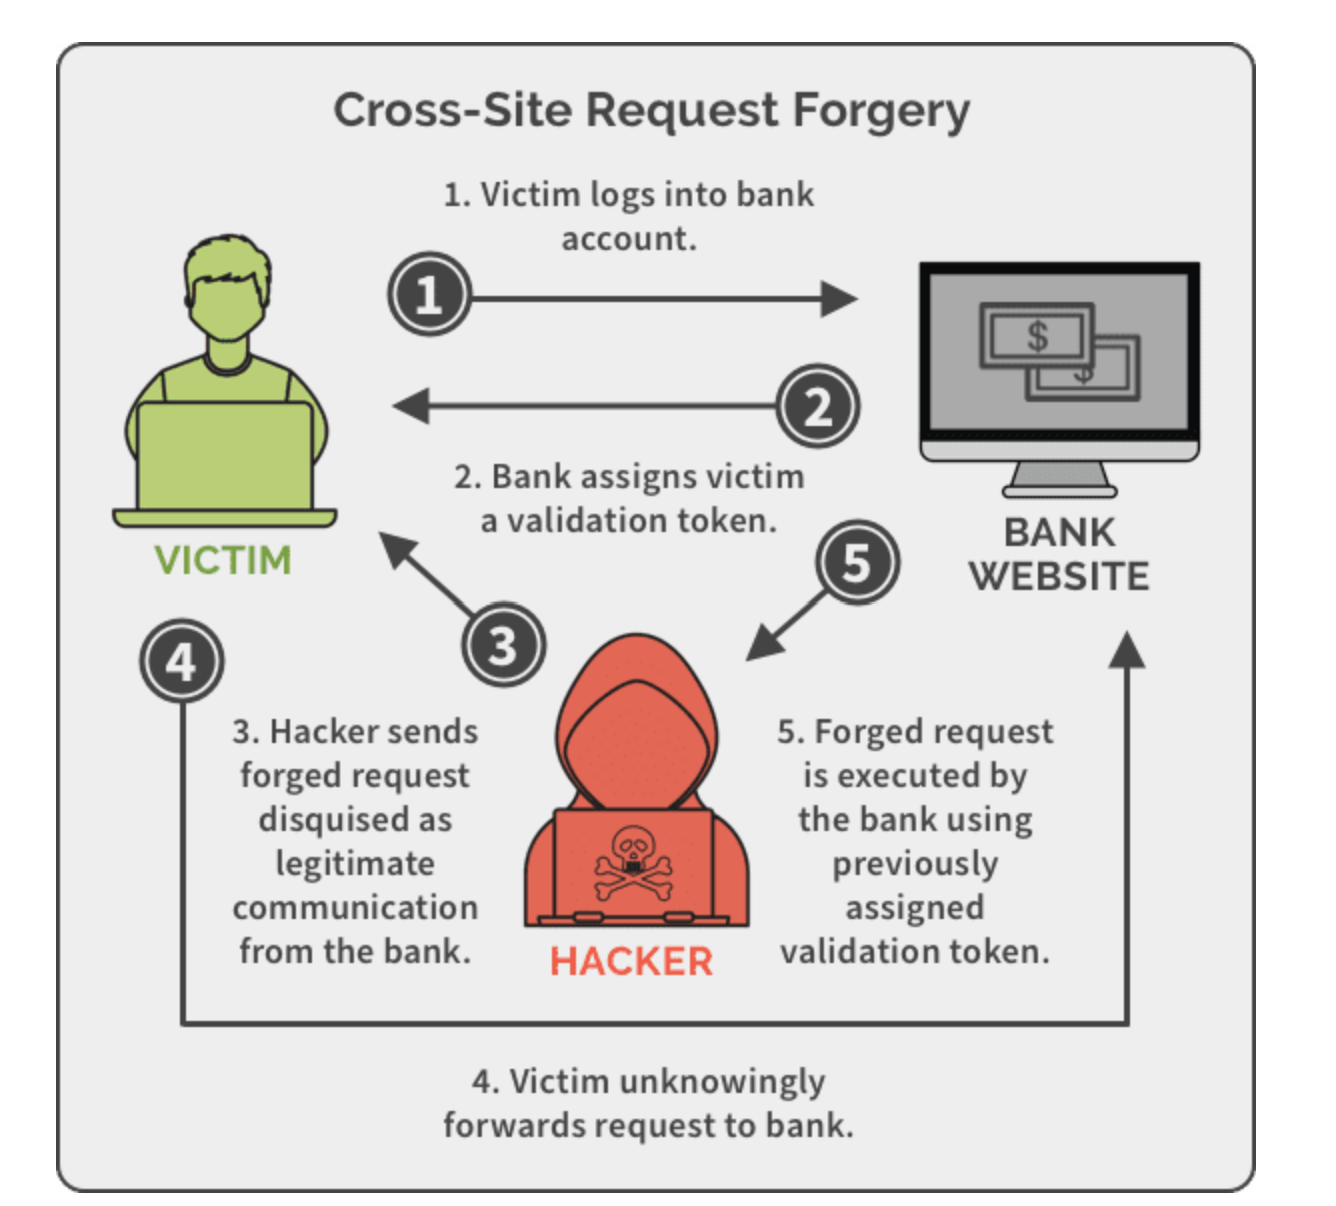 Cross-Site Request Forgery
1. Victim logs into bank
account.
1
2
2. Bank assigns victim
a validation token.
$
$
BANK
WEBSITE
VICTIM
5
3
4
3. Hacker sends
forged request
disquised as
legitimate
communication
from the bank.
5. Forged request
is executed by
the bank using
previously
assigned
validation token.
HACKER
4. Victim unknowingly
forwards request to bank.